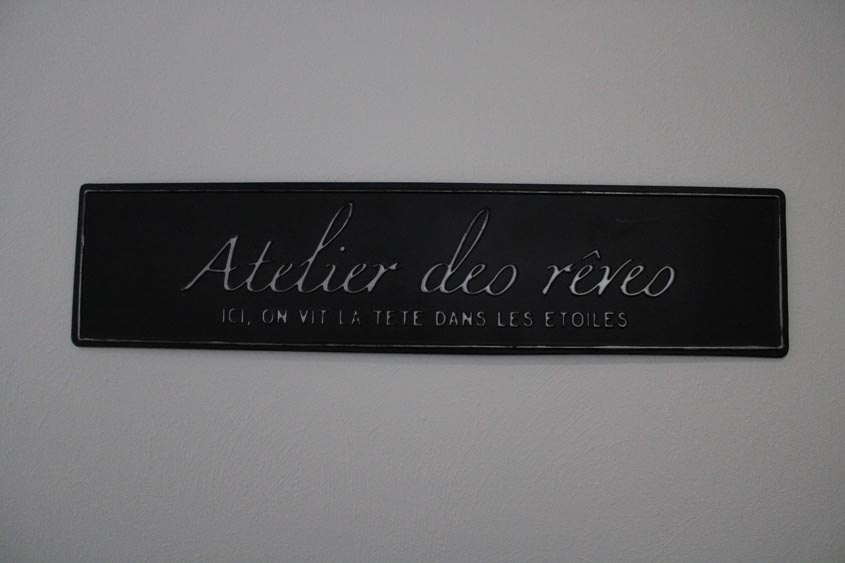 Atelier des rêves
ICI, ON VIT LA TETE DANS LES ETOILES